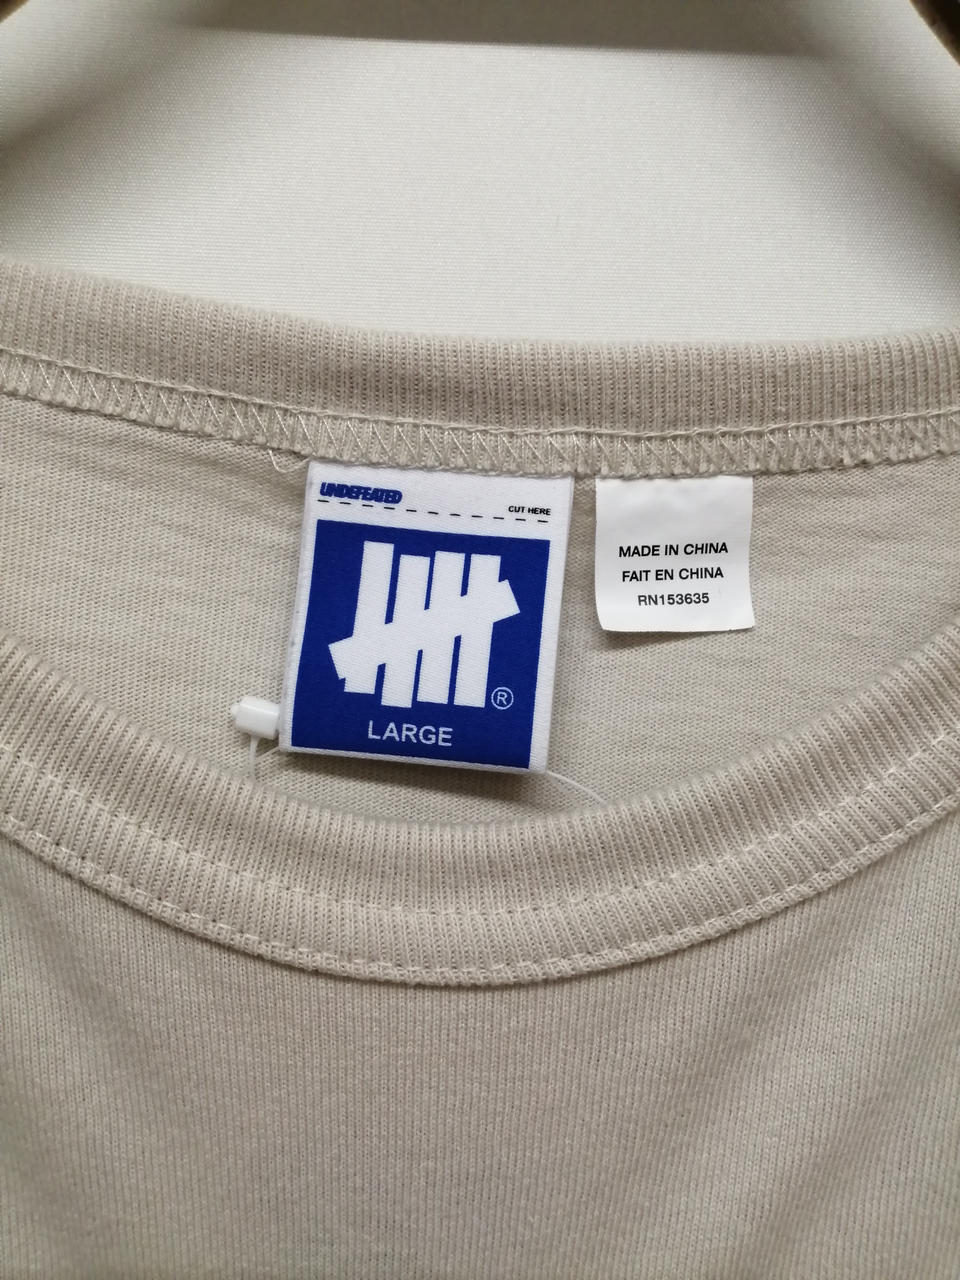 UNDEFEATED
CUT HERE
®
LARGE
MADE IN CHINA
FAIT EN CHINA
RN153635